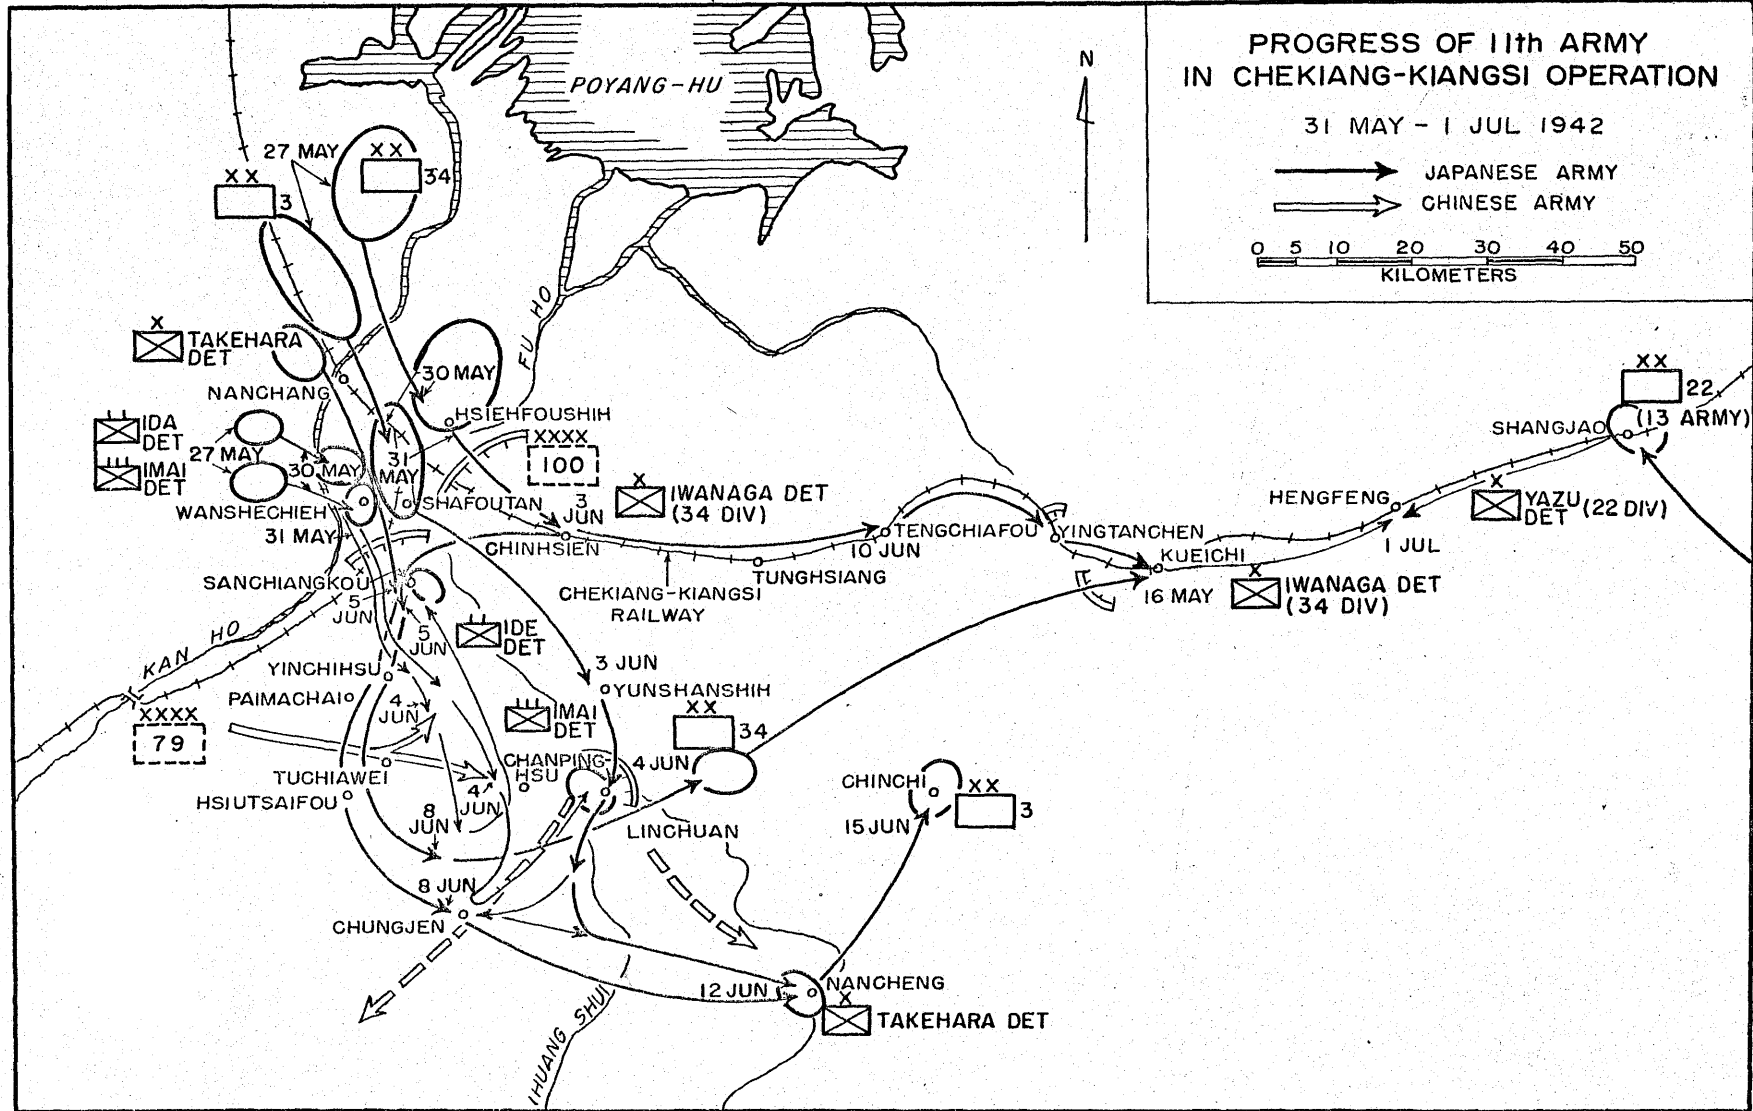 PROGRESS OF 11th ARMY
IN CHEKIANG-KIANGSI OPERATION
31 MAY – 1 JUL 1942
JAPANESE ARMY
CHINESE ARMY
0 5 10 20 30 40 50
KILOMETERS
N
POYANG-HU
27 MAY
XX
34
XX
3
FU HO
X
TAKEHARA
DET
NANCHANG
30 MAY
HSIEHFOUSHIH
III
IDA
DET
III
IMAI
DET
27 MAY
30 MAY
31
MAY
XXXX
100
SHAFOUTAN
WANSHECHIEH
31 MAY
3
JUN
X
IWANAGA DET
(34 DIV)
CHINHSIEN
TENGCHIAFOU
10 JUN
YINGTANCHEN
TUNGHSIANG
CHEKIANG-KIANGSI
RAILWAY
KUEICHI
16 MAY
X
IWANAGA DET
(34 DIV)
HENGFENG
1 JUL
X
YAZU
DET (22 DIV)
SHANGJAO
XX
22
(13 ARMY)
SANCHIANGKOU
5
JUN
5
JUN
II
IDE
DET
KAN HO
YINCHIHSU
PAIMACHAI
4
JUN
XXXX
79
3 JUN
YUNSHANSHIH
III
IMAI
DET
XX
34
4 JUN
CHANPING-
HSU
TUCHIAWEI
HSIUTSAIFOU
4
JUN
8
JUN
LINCHUAN
CHINCHI
XX
3
15 JUN
8 JUN
CHUNGJEN
12 JUN
NANCHENG
X
TAKEHARA DET
IHUANG SHUI